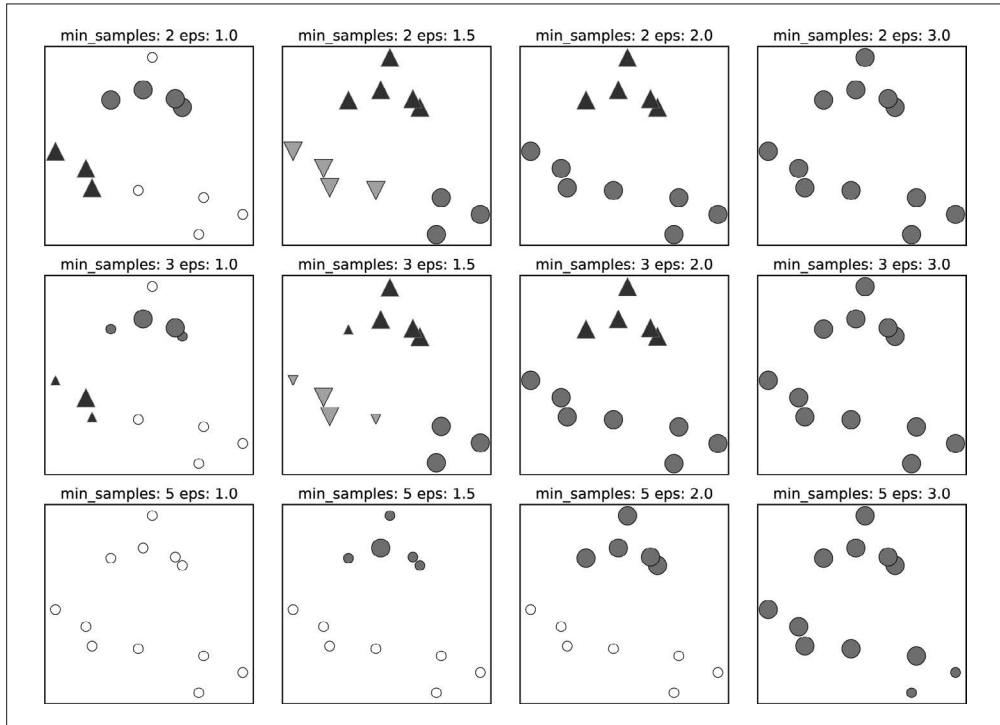 min_samples: 2 eps: 1.0
min_samples: 2 eps: 1.5
min_samples: 2 eps: 2.0
min_samples: 2 eps: 3.0
min_samples: 3 eps: 1.0
min_samples: 3 eps: 1.5
min_samples: 3 eps: 2.0
min_samples: 3 eps: 3.0
min_samples: 5 eps: 1.0
min_samples: 5 eps: 1.5
min_samples: 5 eps: 2.0
min_samples: 5 eps: 3.0